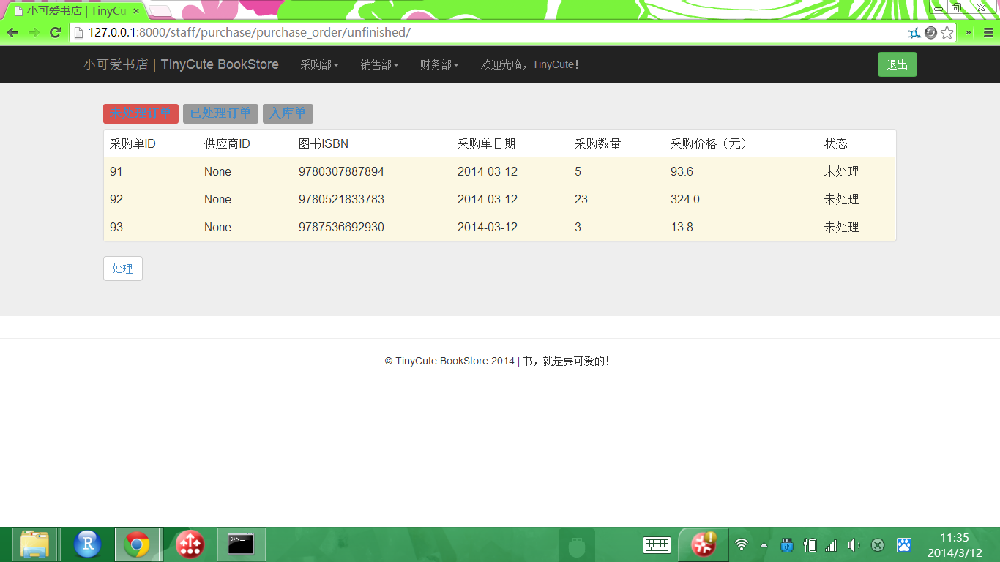 小可爱书店 | TinyCu
127.0.0.1:8000/staff/purchase/purchase_order/unfinished/
小可爱书店 | TinyCute BookStore 采购部 销售部 财务部 欢迎光临，TinyCute! 退出
未处理订单 已处理订单 入库单
采购单ID 供应商ID 图书ISBN 采购单日期 采购数量 采购价格（元） 状态
91 None 9780307887894 2014-03-12 5 93.6 未处理
92 None 9780521833783 2014-03-12 23 324.0 未处理
93 None 9787536692930 2014-03-12 3 13.8 未处理
处理
© TinyCute BookStore 2014 | 书，就是要可爱的!
R
11:35
2014/3/12